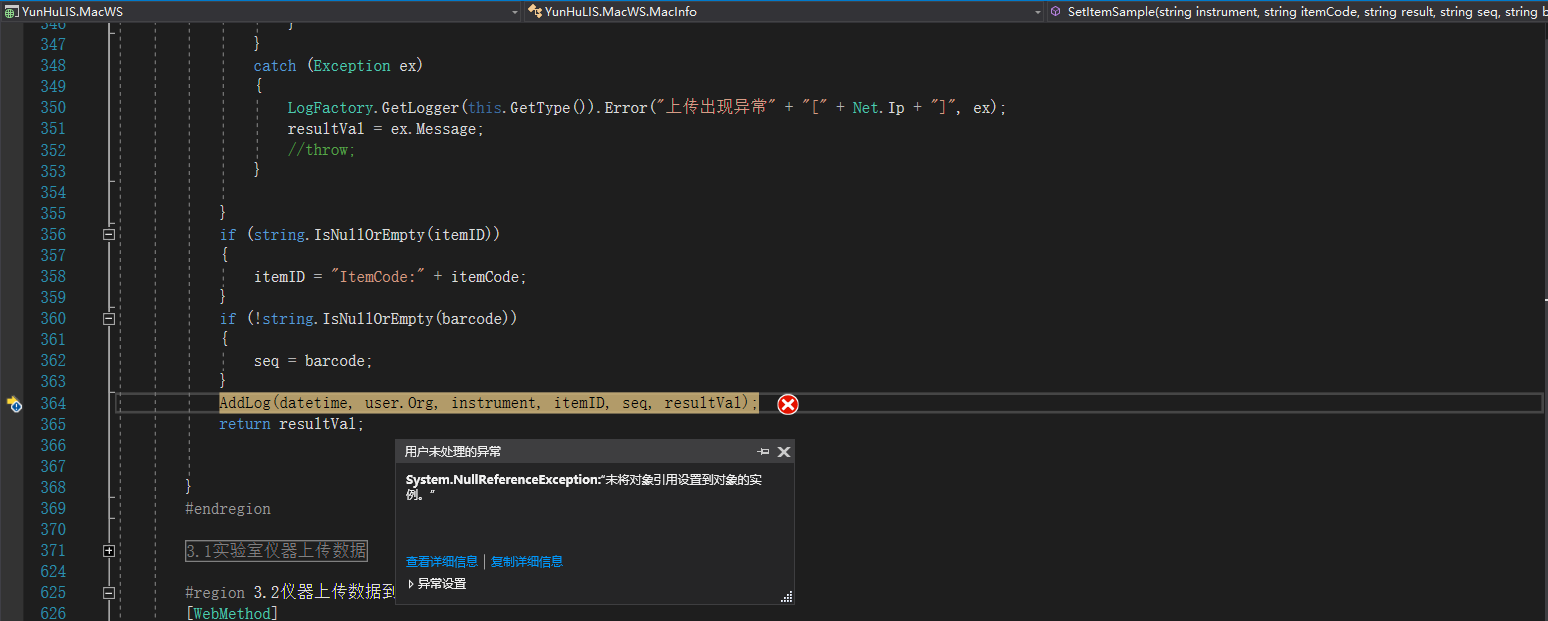 YunHuLIS.MacWS YunHuLIS.MacWS.MacInfo SetItemSample(string instrument, string itemCode, string result, string seq, string b
346 }
347 }
348 catch (Exception ex)
349 {
350 LogFactory.GetLogger(this.GetType()).Error("上传出现异常" + "[" + Net.Ip + "]", ex);
351 resultVal = ex.Message;
352 //throw;
353 }
354
355 }
356 if (string.IsNullOrEmpty(itemID))
357 {
358 itemID = "ItemCode:" + itemCode;
359 }
360 if (!string.IsNullOrEmpty(barcode))
361 {
362 seq = barcode;
363 }
364 AddLog(datetime, user.Org, instrument, itemID, seq, resultVal);
365 return resultVal;
366
367
368 }
369 #endregion
370
371 3.1实验室仪器上传数据
624
625 #region 3.2仪器上传数据到
626 [WebMethod]
用户未处理的异常
System.NullReferenceException:"未将对象引用设置到对象的实
例。"
查看详细信息 | 复制详细信息
异常设置